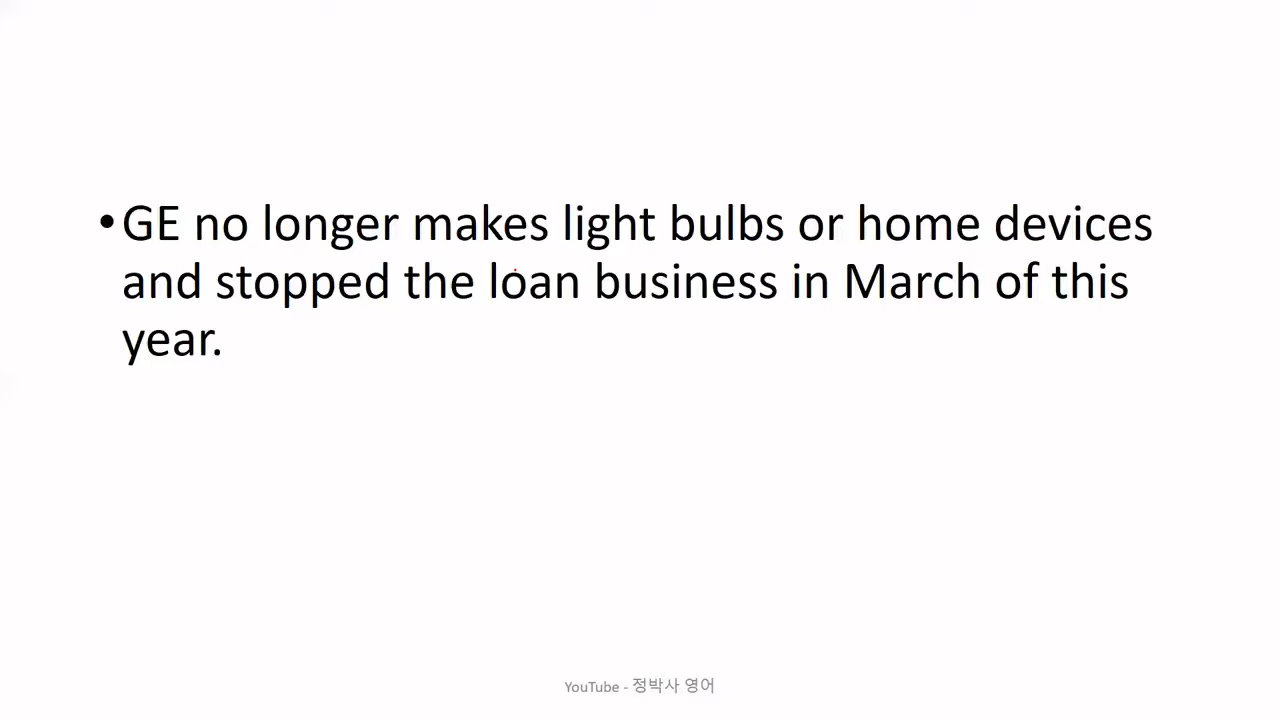 •GE no longer makes light bulbs or home devices
and stopped the loan business in March of this
year.
YouTube - 정박사 영어